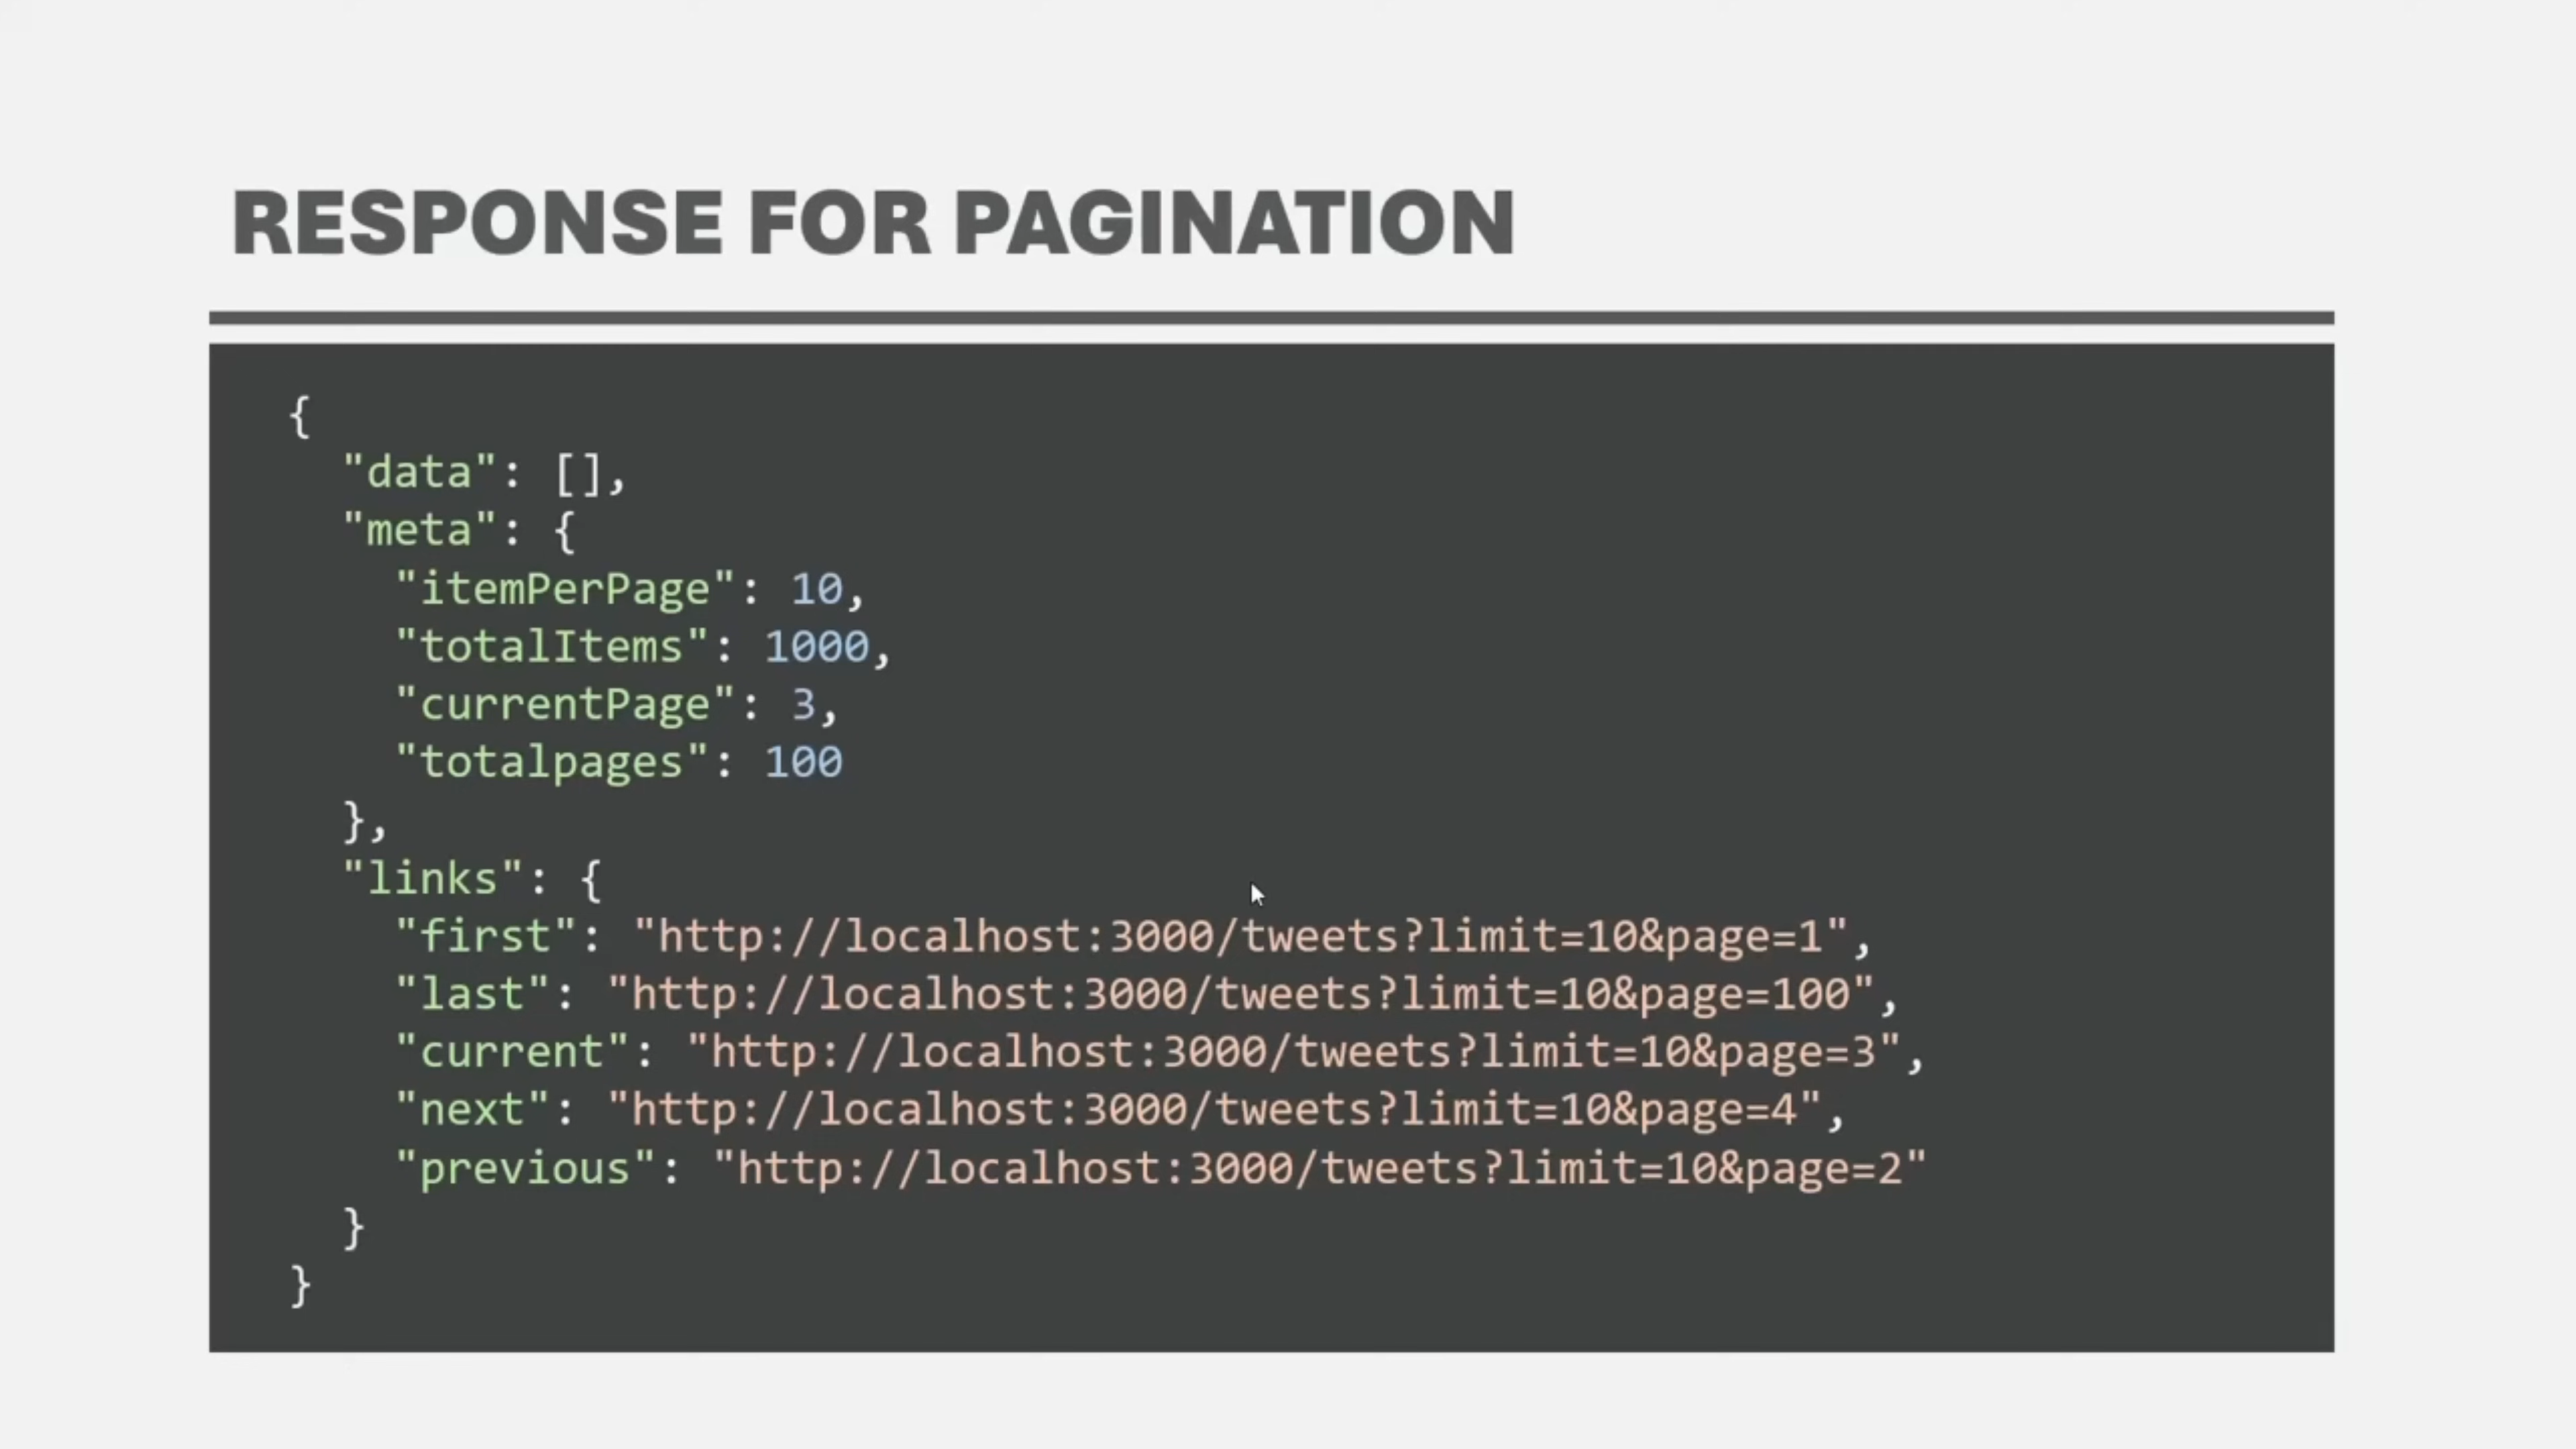 RESPONSE FOR PAGINATION
{
"data": [],
"meta": {
"itemPerPage": 10,
"totalItems": 1000,
"currentPage": 3,
"totalpages": 100
},
"links": {
"first": "http://localhost:3000/tweets?limit=10&page=1",
"last": "http://localhost:3000/tweets?limit=10&page=100",
"current": "http://localhost:3000/tweets?limit=10&page=3",
"next": "http://localhost:3000/tweets?limit=10&page=4",
"previous": "http://localhost:3000/tweets?limit=10&page=2"
}
}